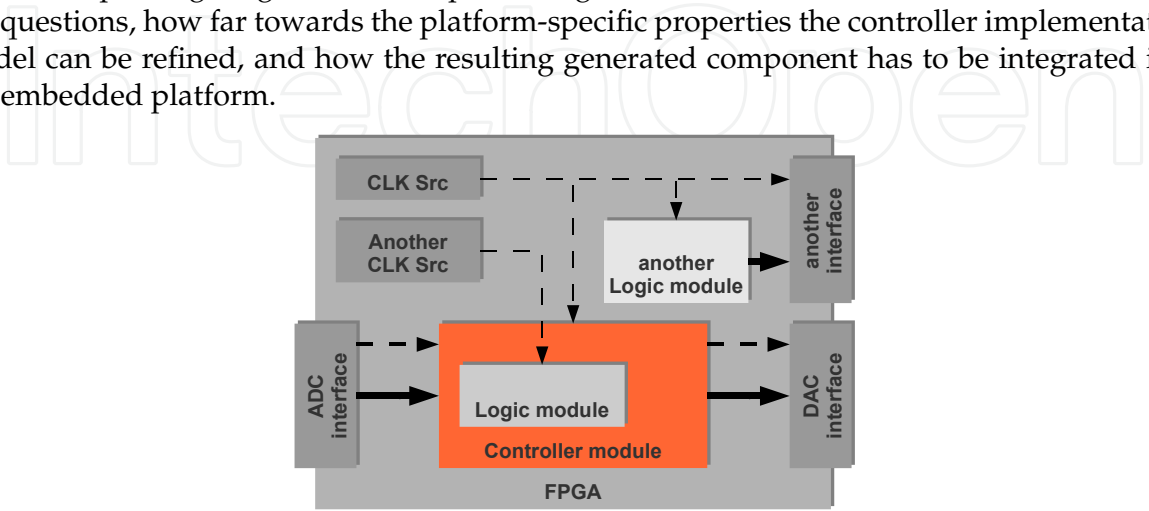 questions, how far towards the platform-specific properties the controller
del can be refined, and how the resulting generated component has to be integrated
embedded platform.
IntechOpen
CLK Src
Another
CLK Src
another
Logic module
another
interface
ADC
interface
Logic module
Controller module
DAC
interface
FPGA